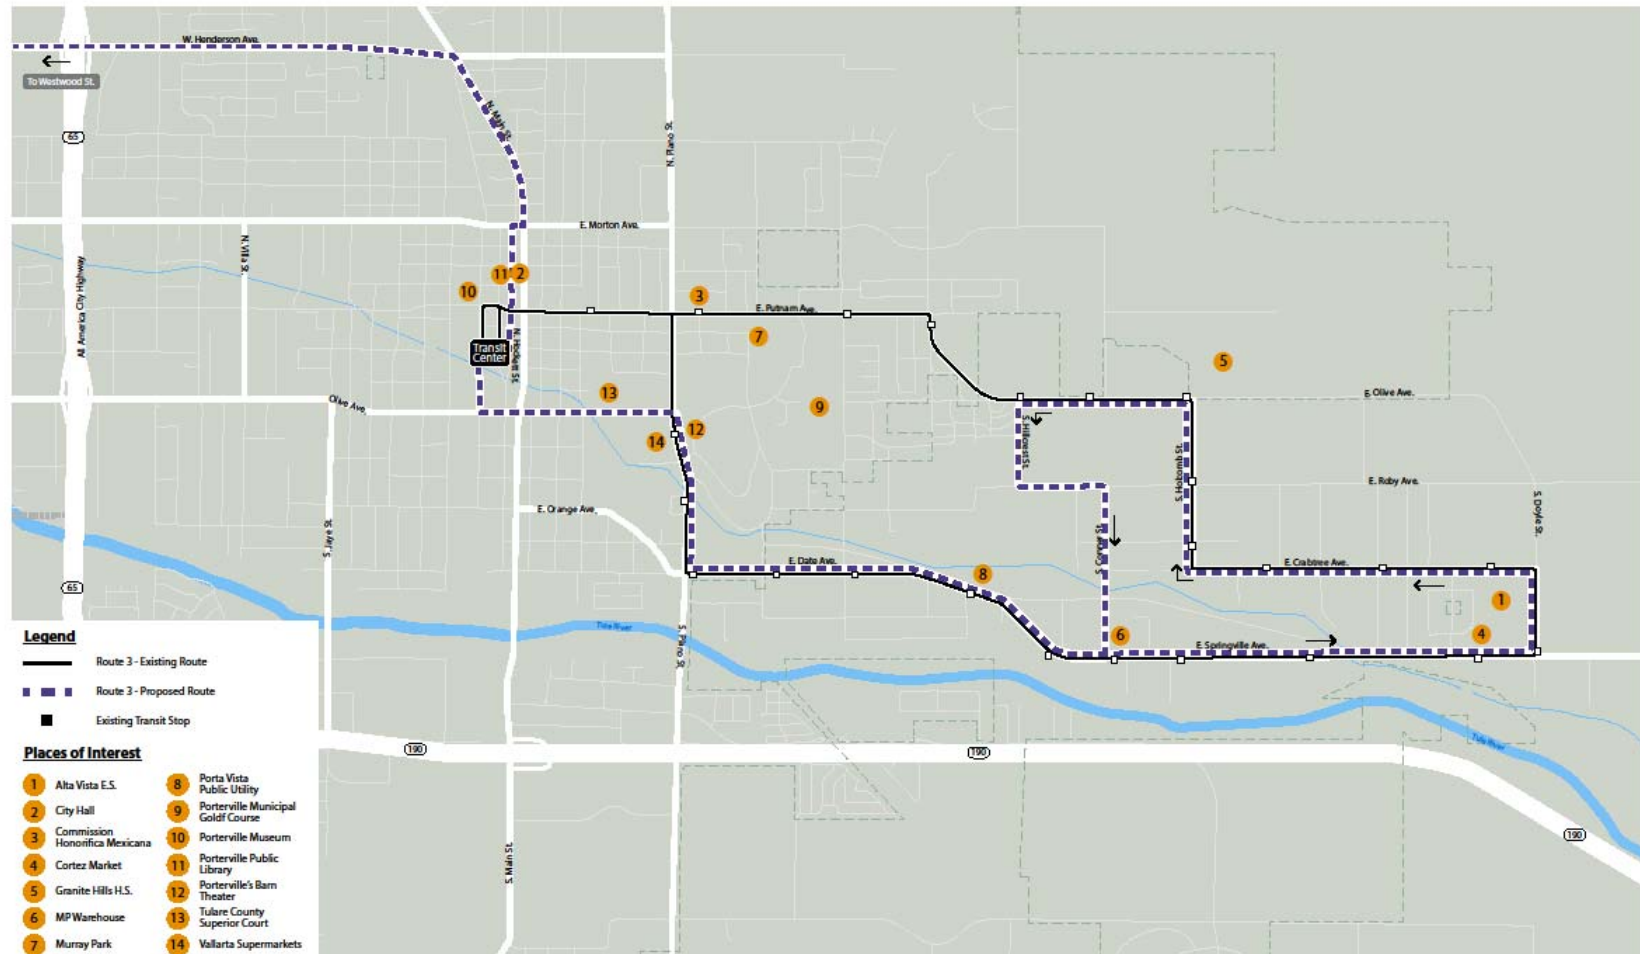 W. Henderson Ave.
To Westwood St.
65
N. Main St.
N. Plano St.
E. Morton Ave.
N. Villa St.
All America City Highway
11
2
10
3
E. Putnam Ave.
7
Transit
Center
N. Hockett St.
5
13
Olive Ave.
E. Olive Ave.
9
12
14
S. Hillcrest St.
S. Holcomb St.
E. Roby Ave.
S. Doyle St.
E. Orange Ave.
S. Jaye St.
S. Conner St.
E. Date Ave.
8
E. Crabtree Ave.
65
1
Tule River
S. Plano St.
6
4
E. Springville Ave.
Legend
Route 3 - Existing Route
Route 3 - Proposed Route
Existing Transit Stop
190
190
Tule River
190
S. Main St.
Places of Interest
1 Alta Vista E.S.
2 City Hall
3 Commission
Honorifica Mexicana
4 Cortez Market
5 Granite Hills H.S.
6 MP Warehouse
7 Murray Park
8 Porta Vista
Public Utility
9 Porterville Municipal
Goldf Course
10 Porterville Museum
11 Porterville Public
Library
12 Porterville's Barn
Theater
13 Tulare County
Superior Court
14 Vallarta Supermarkets